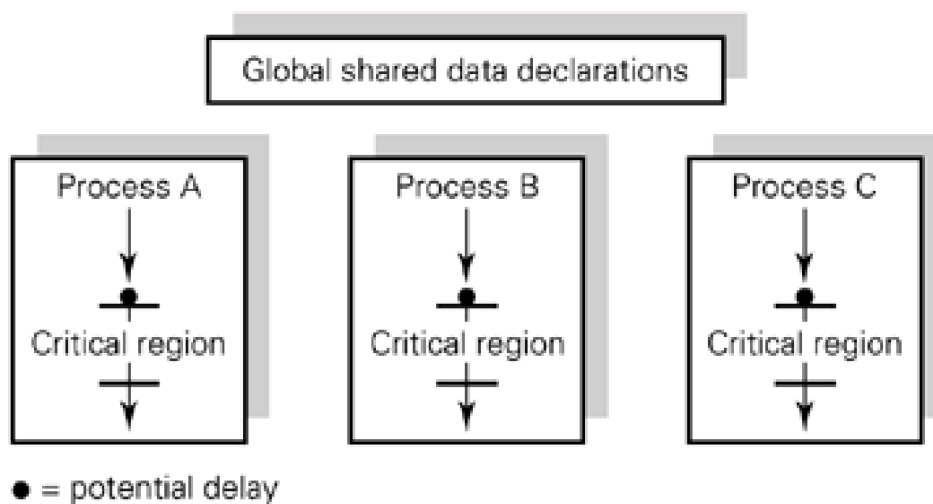 Global shared data declarations
Process A
Process B
Process C
Critical region
Critical region
Critical region
= potential delay